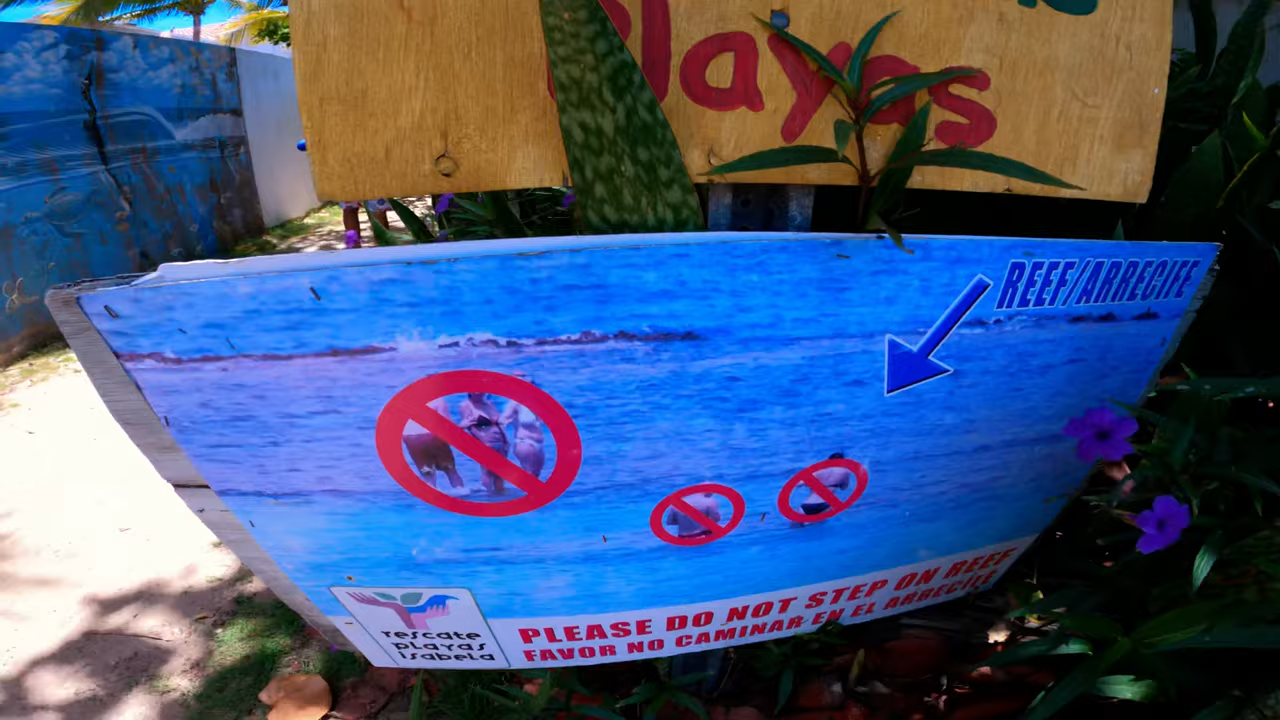 Playas
REEF/ARRECIFE
rescate
playas
isabela
PLEASE DO NOT STEP ON REEF
FAVOR NO CAMINAR EN EL ARRECIFE